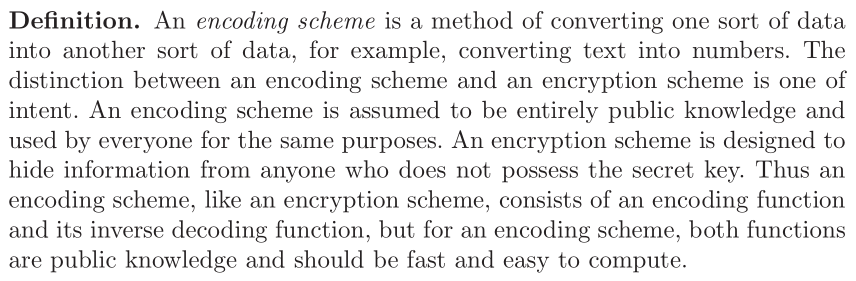 Definition. An encoding scheme is a method of converting one sort of data
into another sort of data, for example, converting text into numbers. The
distinction between an encoding scheme and an encryption scheme is one of
intent. An encoding scheme is assumed to be entirely public knowledge and
used by everyone for the same purposes. An encryption scheme is designed to
hide information from anyone who does not possess the secret key. Thus an
encoding scheme, like an encryption scheme, consists of an encoding function
and its inverse decoding function, but for an encoding scheme, both functions
are public knowledge and should be fast and easy to compute.